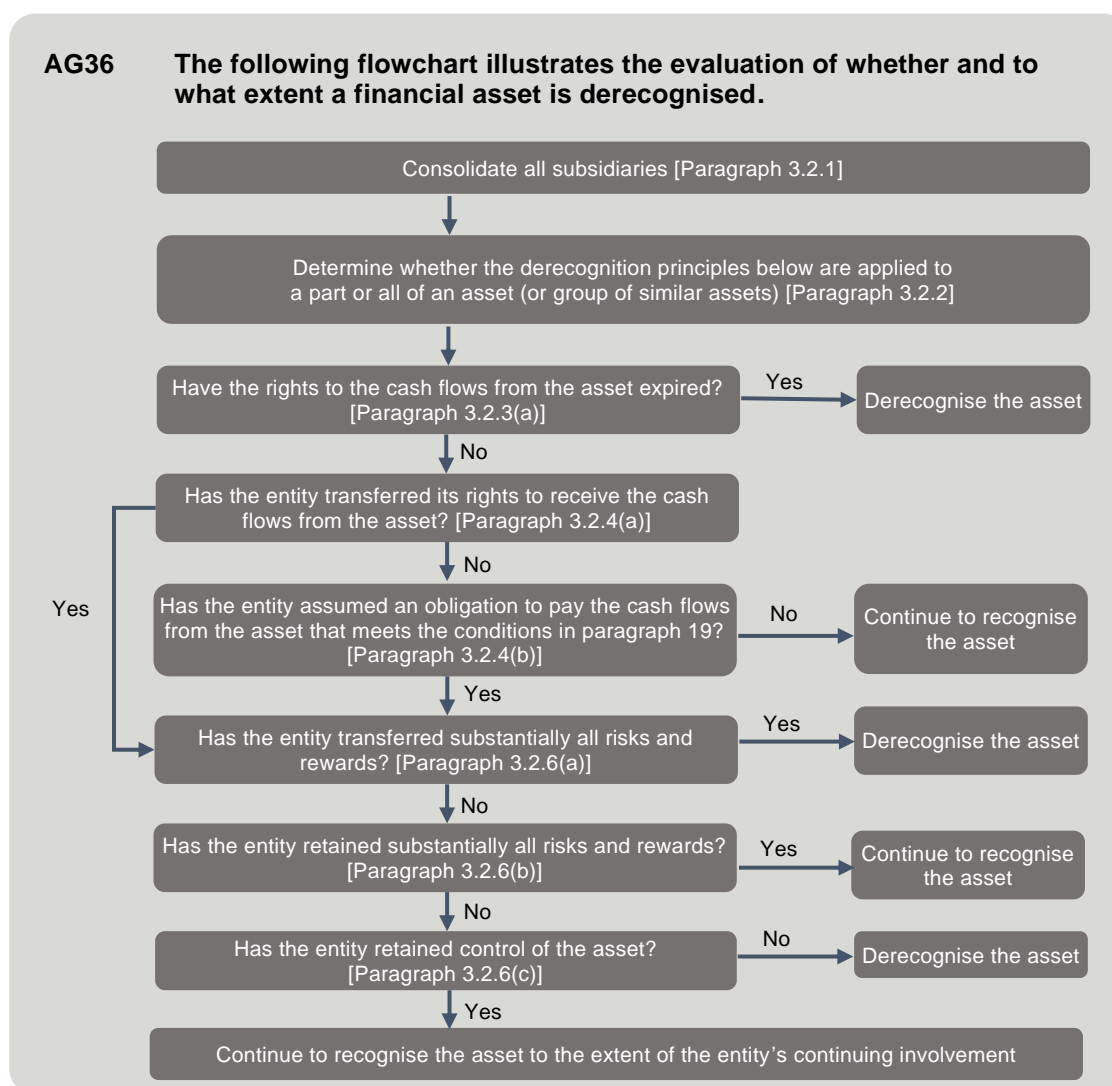 AG36 The following flowchart illustrates the evaluation of whether and to
what extent a financial asset is derecognised.
Consolidate all subsidiaries [Paragraph 3.2.1]
Determine whether the derecognition principles below are applied to
a part or all of an asset (or group of similar assets) [Paragraph 3.2.2]
Have the rights to the cash flows from the asset expired?
[Paragraph 3.2.3(a)]
Yes
Derecognise the asset
No
Has the entity transferred its rights to receive the cash
flows from the asset? [Paragraph 3.2.4(a)]
Yes
No
Has the entity assumed an obligation to pay the cash flows
from the asset that meets the conditions in paragraph 19?
[Paragraph 3.2.4(b)]
No
Continue to recognise
the asset
Yes
Has the entity transferred substantially all risks and
rewards? [Paragraph 3.2.6(a)]
Yes
Derecognise the asset
No
Has the entity retained substantially all risks and rewards?
[Paragraph 3.2.6(b)]
Yes
Continue to recognise
the asset
No
Has the entity retained control of the asset?
[Paragraph 3.2.6(c)]
No
Derecognise the asset
Yes
Continue to recognise the asset to the extent of the entity’s continuing involvement